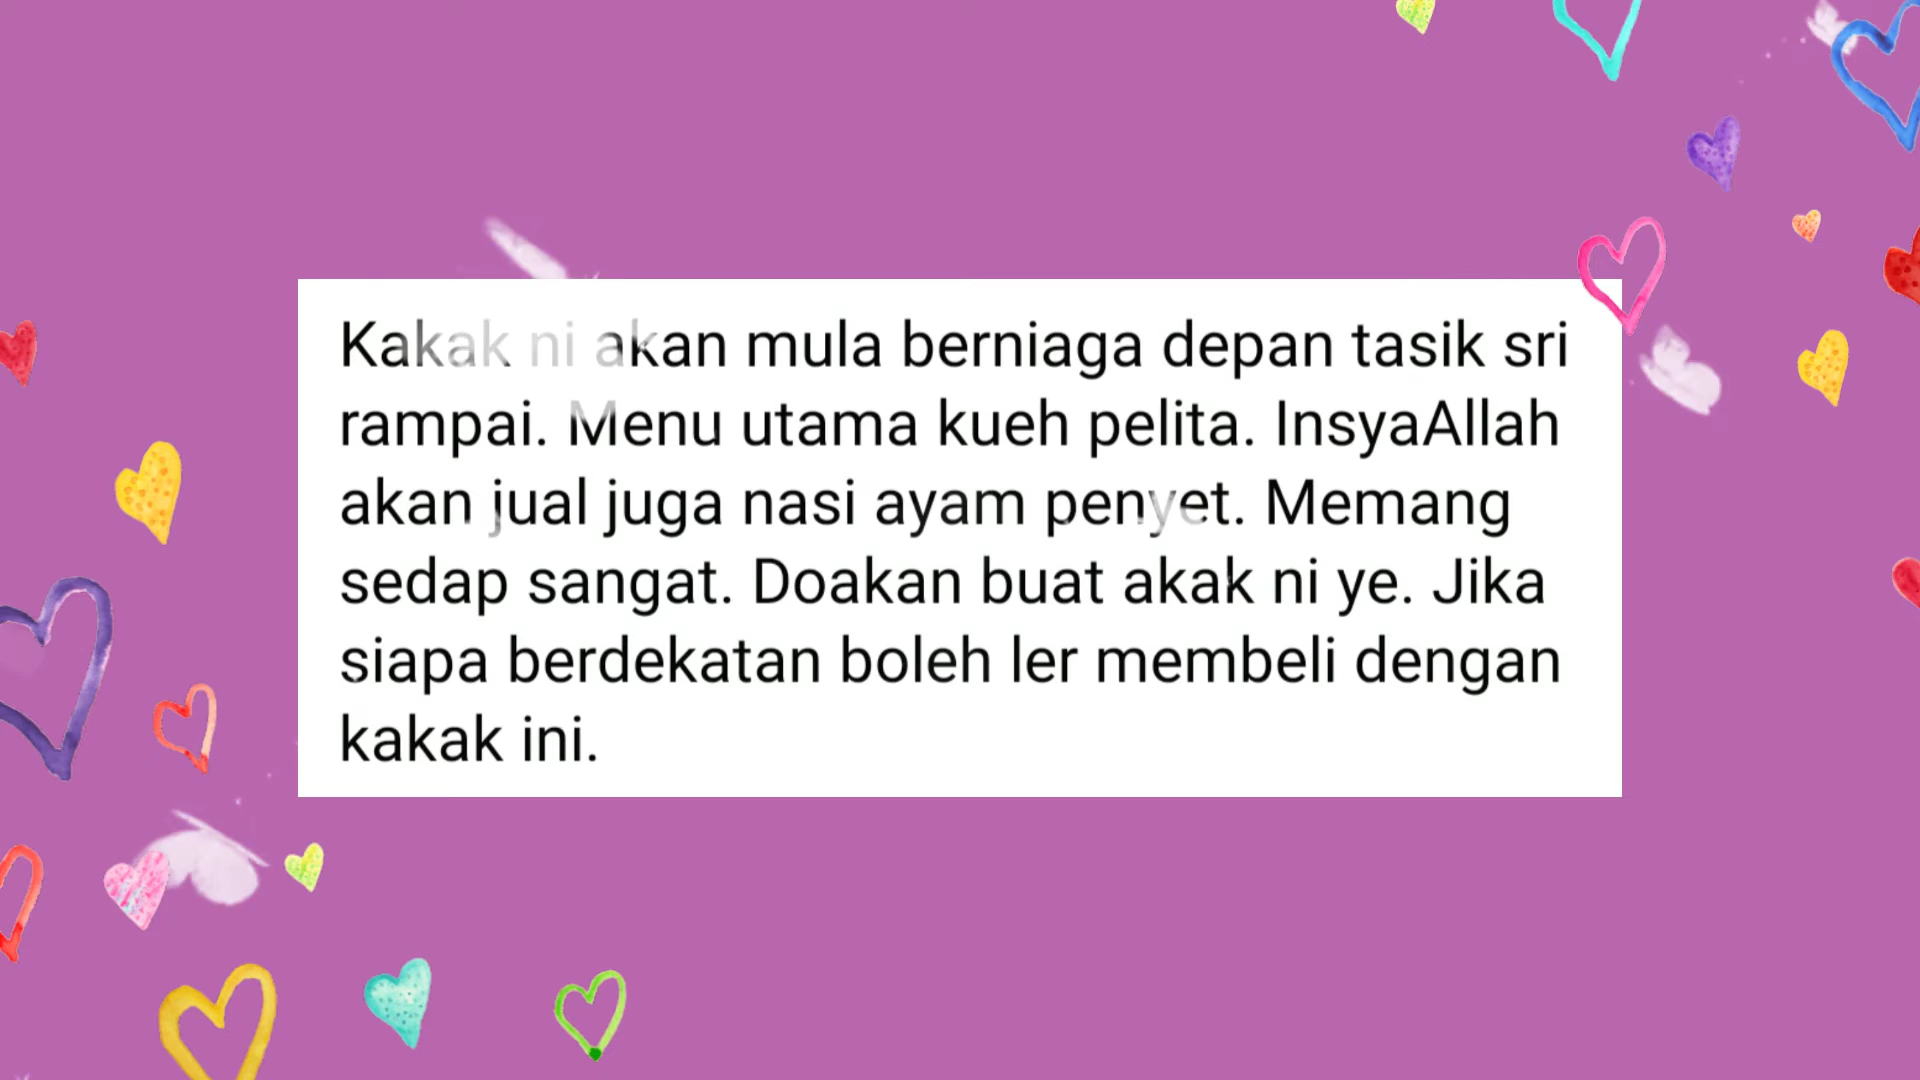 Kakak ni akan mula berniaga depan tasik sri
rampai. Menu utama kueh pelita. InsyaAllah
akan jual juga nasi ayam penyet. Memang
sedap sangat. Doakan buat akak ni ye. Jika
siapa berdekatan boleh ler membeli dengan
kakak ini.